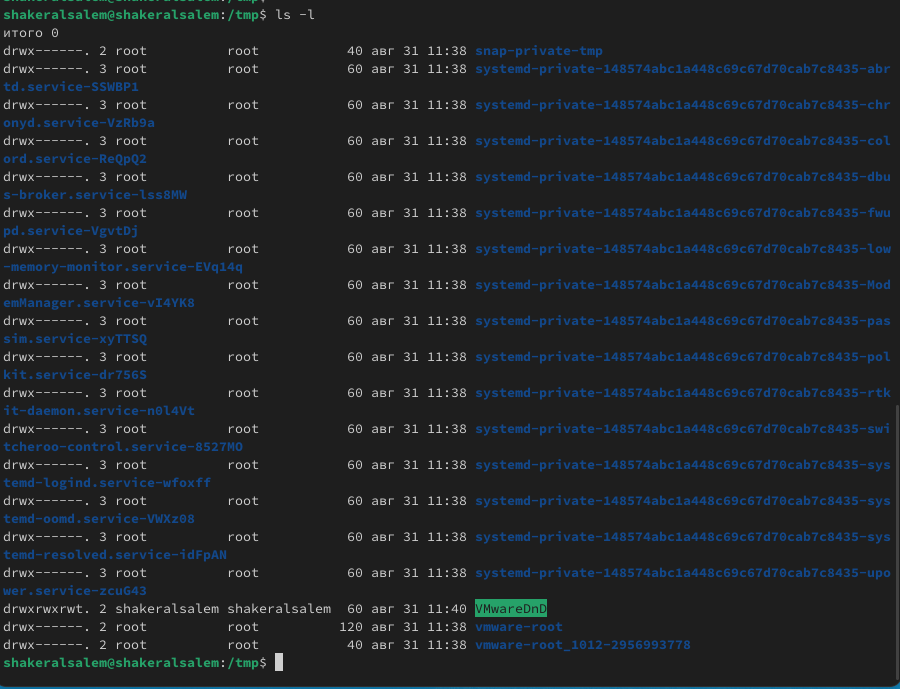 shakeralsalem@shakeralsalem:/tmp$ ls -l
итого 0
drwx------. 2 root          root           40 авг 31 11:38 snap-private-tmp
drwx------. 3 root          root           60 авг 31 11:38 systemd-private-148574abc1a448c69c67d70cab7c8435-abr
td.service-SSWBP1
drwx------. 3 root          root           60 авг 31 11:38 systemd-private-148574abc1a448c69c67d70cab7c8435-chr
onyd.service-VzRb9a
drwx------. 3 root          root           60 авг 31 11:38 systemd-private-148574abc1a448c69c67d70cab7c8435-col
ord.service-ReQpQ2
drwx------. 3 root          root           60 авг 31 11:38 systemd-private-148574abc1a448c69c67d70cab7c8435-dbu
s-broker.service-lss8MW
drwx------. 3 root          root           60 авг 31 11:38 systemd-private-148574abc1a448c69c67d70cab7c8435-fwu
pd.service-VgvtDj
drwx------. 3 root          root           60 авг 31 11:38 systemd-private-148574abc1a448c69c67d70cab7c8435-low
-memory-monitor.service-EVq14q
drwx------. 3 root          root           60 авг 31 11:38 systemd-private-148574abc1a448c69c67d70cab7c8435-Mod
emManager.service-vI4YK8
drwx------. 3 root          root           60 авг 31 11:38 systemd-private-148574abc1a448c69c67d70cab7c8435-pas
sim.service-xyTTSQ
drwx------. 3 root          root           60 авг 31 11:38 systemd-private-148574abc1a448c69c67d70cab7c8435-pol
kit.service-dr756S
drwx------. 3 root          root           60 авг 31 11:38 systemd-private-148574abc1a448c69c67d70cab7c8435-rtk
it-daemon.service-n0l4Vt
drwx------. 3 root          root           60 авг 31 11:38 systemd-private-148574abc1a448c69c67d70cab7c8435-swi
tcheroo-control.service-8527MO
drwx------. 3 root          root           60 авг 31 11:38 systemd-private-148574abc1a448c69c67d70cab7c8435-sys
temd-logind.service-wfoxff
drwx------. 3 root          root           60 авг 31 11:38 systemd-private-148574abc1a448c69c67d70cab7c8435-sys
temd-oomd.service-VWXz08
drwx------. 3 root          root           60 авг 31 11:38 systemd-private-148574abc1a448c69c67d70cab7c8435-sys
temd-resolved.service-idFpAN
drwx------. 3 root          root           60 авг 31 11:38 systemd-private-148574abc1a448c69c67d70cab7c8435-upo
wer.service-zcuG43
drwxrwxrwt. 2 shakeralsalem shakeralsalem  60 авг 31 11:40 VMwareDnD
drwx------. 2 root          root          120 авг 31 11:38 vmware-root
drwx------. 2 root          root           40 авг 31 11:38 vmware-root_1012-2956993778
shakeralsalem@shakeralsalem:/tmp$